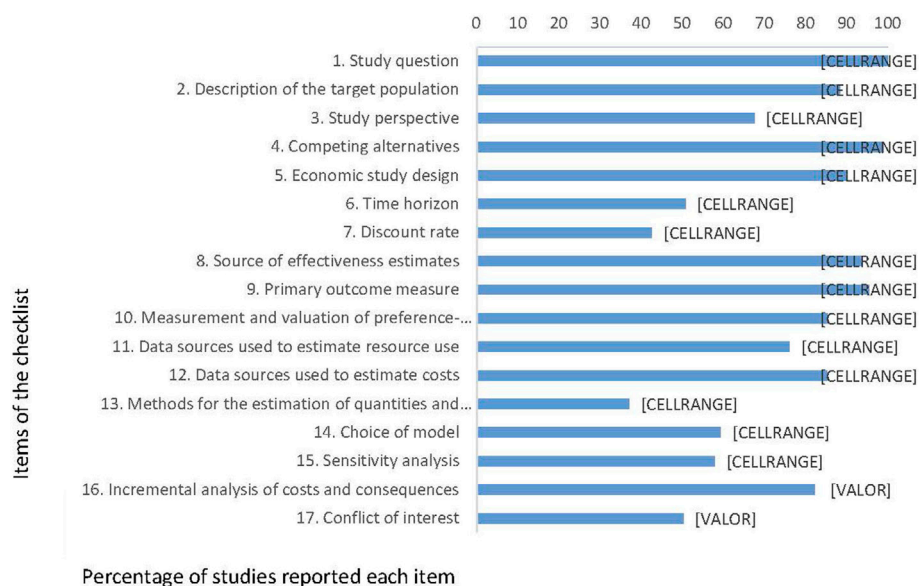 0 10 20 30 40 50 60 70 80 90 100
1. Study question [CELLRANGE]
2. Description of the target population [CELLRANGE]
3. Study perspective [CELLRANGE]
4. Competing alternatives [CELLRANGE]
5. Economic study design [CELLRANGE]
6. Time horizon [CELLRANGE]
7. Discount rate [CELLRANGE]
8. Source of effectiveness estimates [CELLRANGE]
9. Primary outcome measure [CELLRANGE]
10. Measurement and valuation of preference-... [CELLRANGE]
11. Data sources used to estimate resource use [CELLRANGE]
12. Data sources used to estimate costs [CELLRANGE]
13. Methods for the estimation of quantities and... [CELLRANGE]
14. Choice of model [CELLRANGE]
15. Sensitivity analysis [CELLRANGE]
16. Incremental analysis of costs and consequences [VALOR]
17. Conflict of interest [VALOR]
Items of the checklist
Percentage of studies reported each item